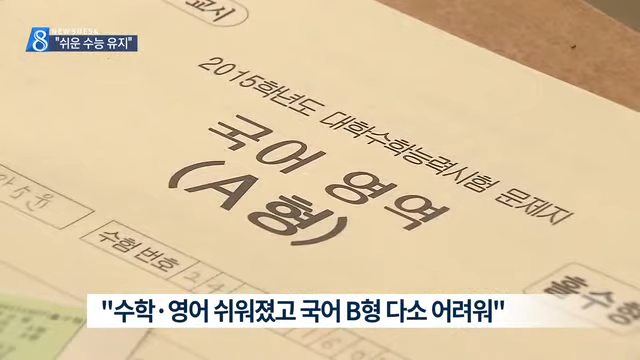 8 NEWSDESK
"쉬운 수능 유지"
교시
2015학년도 대학수학능력시험 문제지
국어 영역
(A형)
홀수형
수험 번호
"수학·영어 쉬워졌고 국어 B형 다소 어려워"